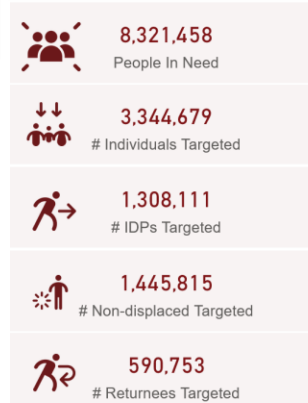 8,321,458
People In Need
3,344,679
# Individuals Targeted
1,308,111
# IDPs Targeted
1,445,815
# Non-displaced Targeted
590,753
# Returnees Targeted